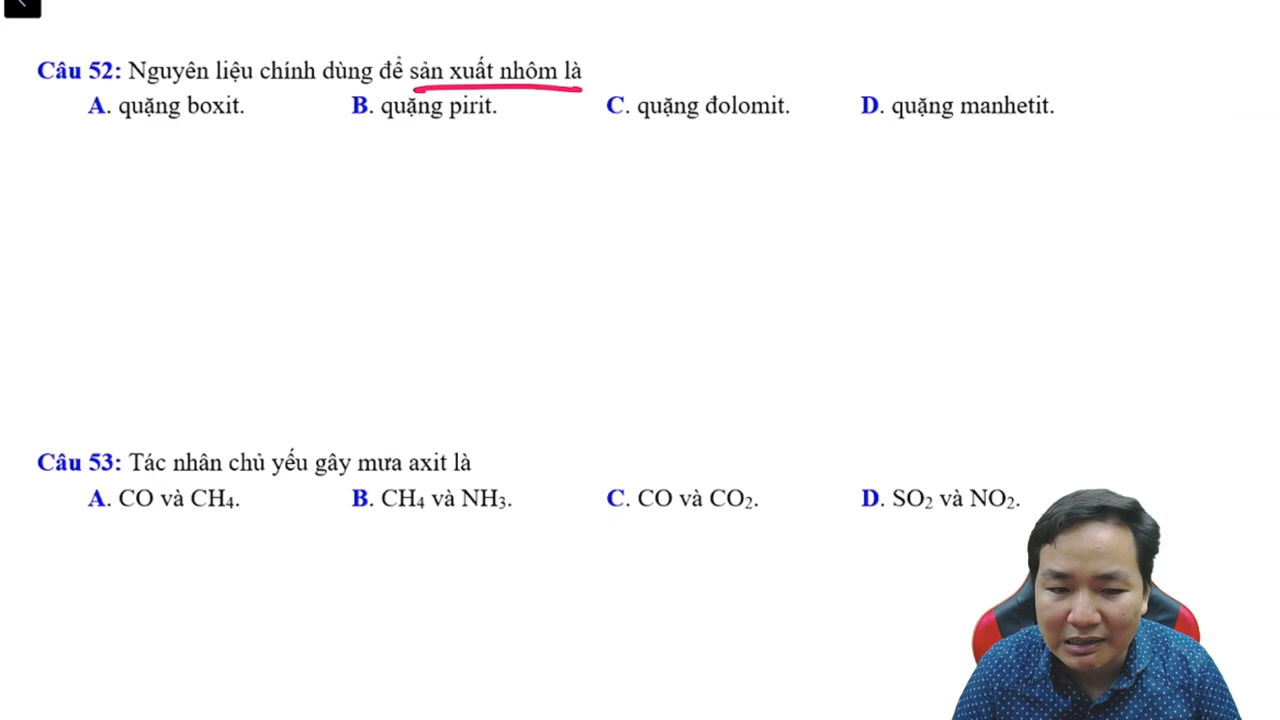 Câu 52: Nguyên liệu chính dùng để sản xuất nhôm là
A. quặng boxit. B. quặng pirit. C. quặng đolomit. D. quặng manhetit.
Câu 53: Tác nhân chủ yếu gây mưa axit là
A. CO và CH₄. B. CH₄ và NH₃. C. CO và CO₂. D. SO₂ và NO₂.